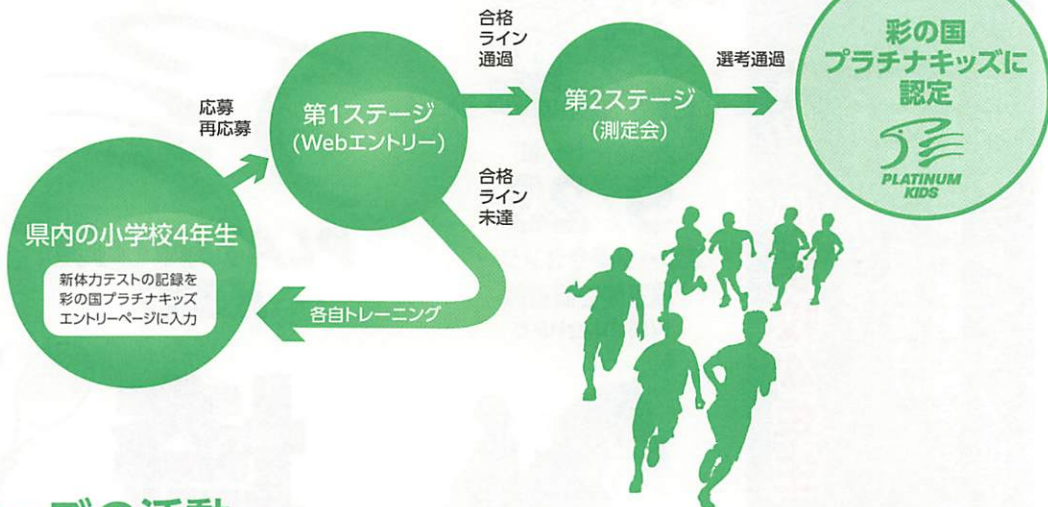 県内の小学校4年生
新体力テストの記録を
彩の国プラチナキッズ
エントリーページに入力
応募
再応募
第1ステージ
(Webエントリー)
合格
ライン
通過
合格
ライン
未達
各自トレーニング
第2ステージ
(測定会)
選考通過
彩の国
プラチナキッズに
認定
PLATINUM
KIDS